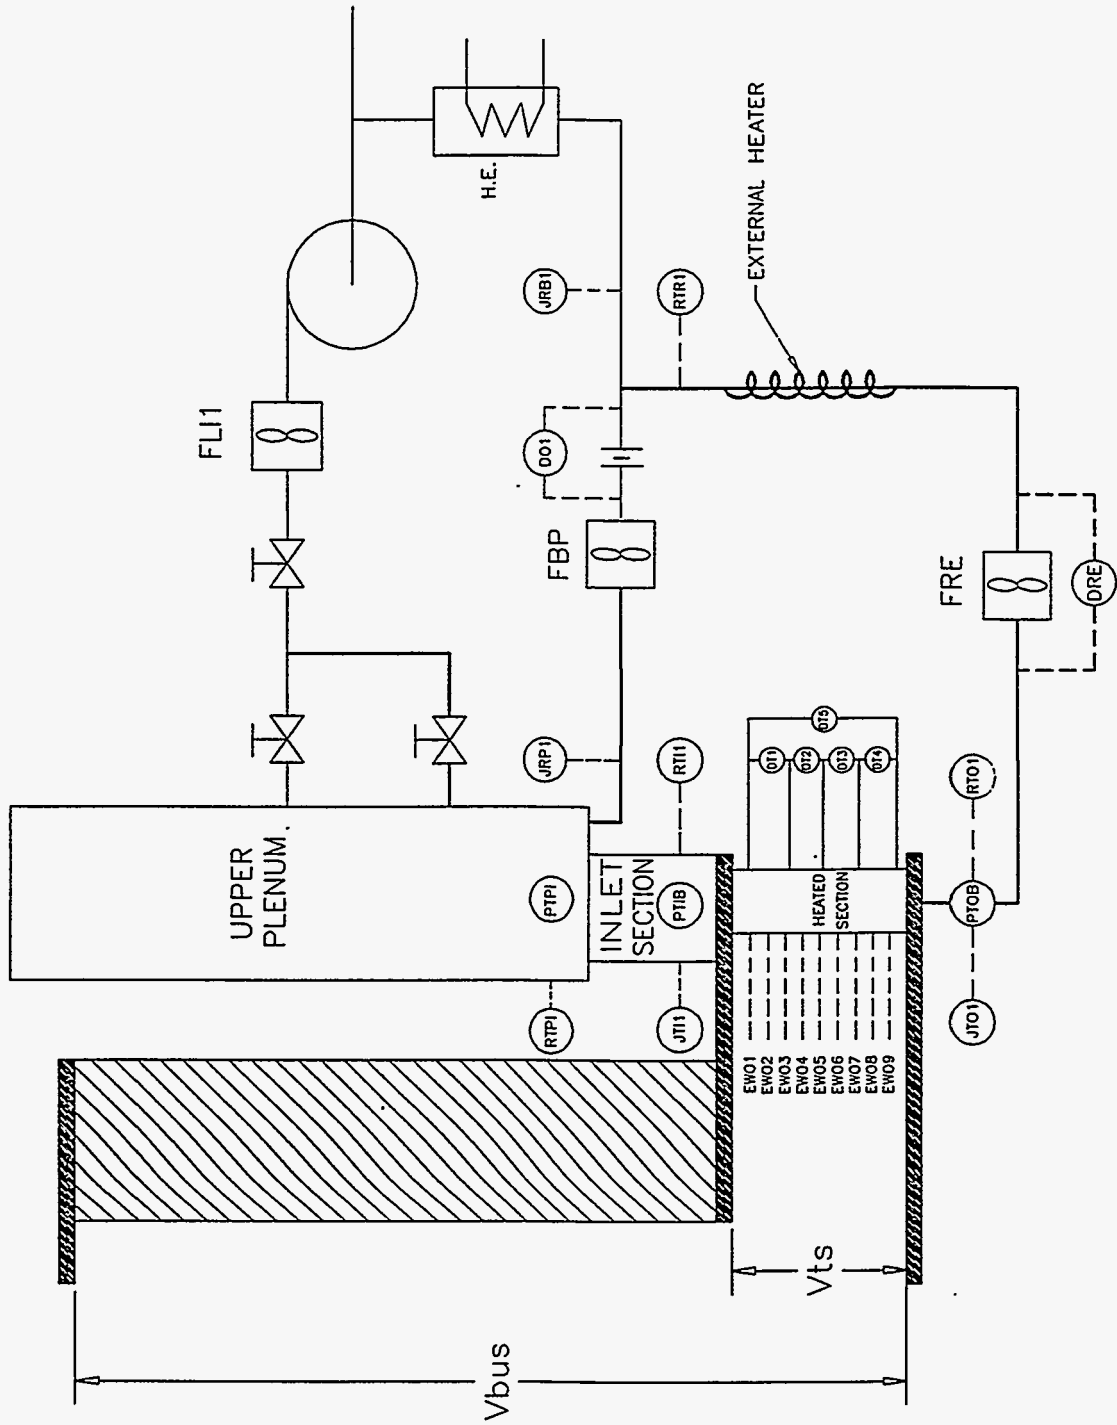 H.E.
EXTERNAL HEATER
FLI1
JRB1
RTR1
DO1
FBP
FRE
DRE
JRP1
RTI1
DT5
DT1
DT2
DT3
DT4
RTO1
UPPER
PLENUM.
PTPI
INLET
SECTION
PTIB
HEATED
SECTION
PTOB
RTPI
JTI1
JTO1
EWO1
EWO2
EWO3
EWO4
EWO5
EWO6
EWO7
EWO8
EWO9
Vts
Vbus